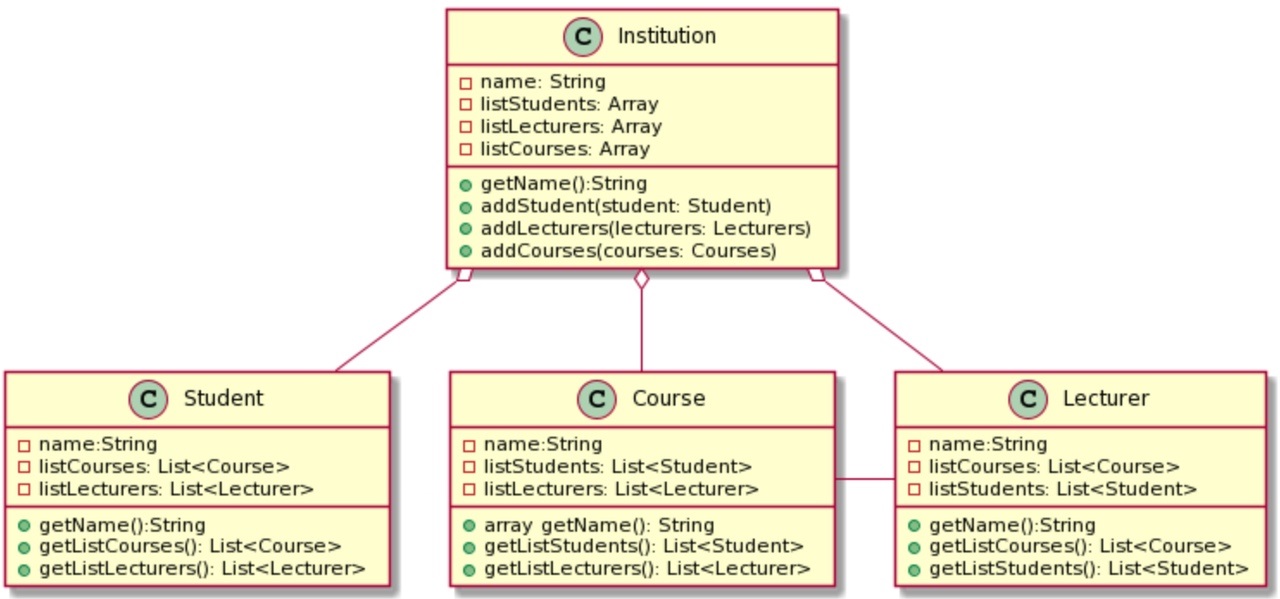 C Institution
name: String
listStudents: Array
listLecturers: Array
listCourses: Array
getName():String
addStudent(student: Student)
addLecturers(lecturers: Lecturers)
addCourses(courses: Courses)
C Student
name:String
listCourses: List<Course>
listLecturers: List<Lecturer>
getName():String
getListCourses(): List<Course>
getListLecturers(): List<Lecturer>
C Course
name:String
listStudents: List<Student>
listLecturers: List<Lecturer>
array getName(): String
getListStudents(): List<Student>
getListLecturers(): List<Lecturer>
C Lecturer
name:String
listCourses: List<Course>
listStudents: List<Student>
getName():String
getListCourses(): List<Course>
getListStudents(): List<Student>